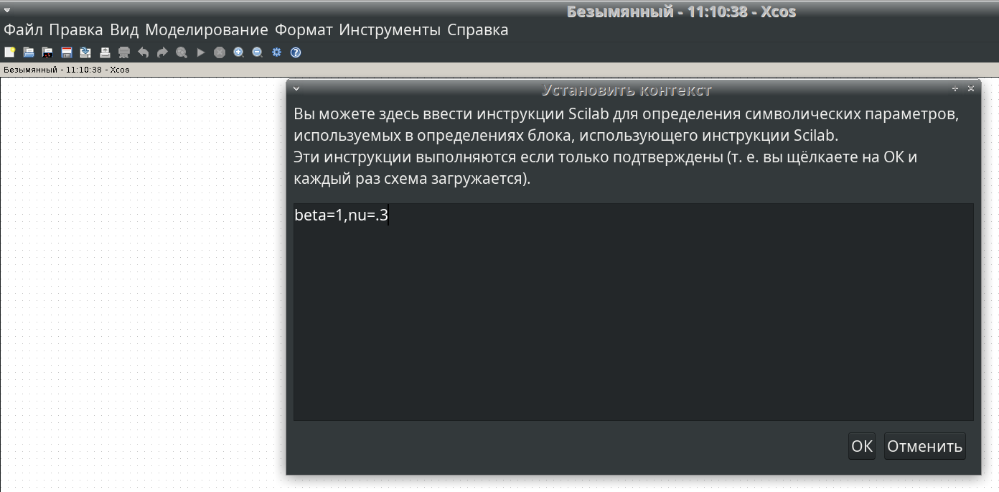 Безымянный - 11:10:38 - Xcos
Файл Правка Вид Моделирование Формат Инструменты Справка
Безымянный - 11:10:38 - Xcos
Установить контекст
Вы можете здесь ввести инструкции Scilab для определения символических параметров,
используемых в определениях блока, использующего инструкции Scilab.
Эти инструкции выполняются если только подтверждены (т. е. вы щёлкаете на ОК и
каждый раз схема загружается).
beta=1,nu=.3
ОК Отменить